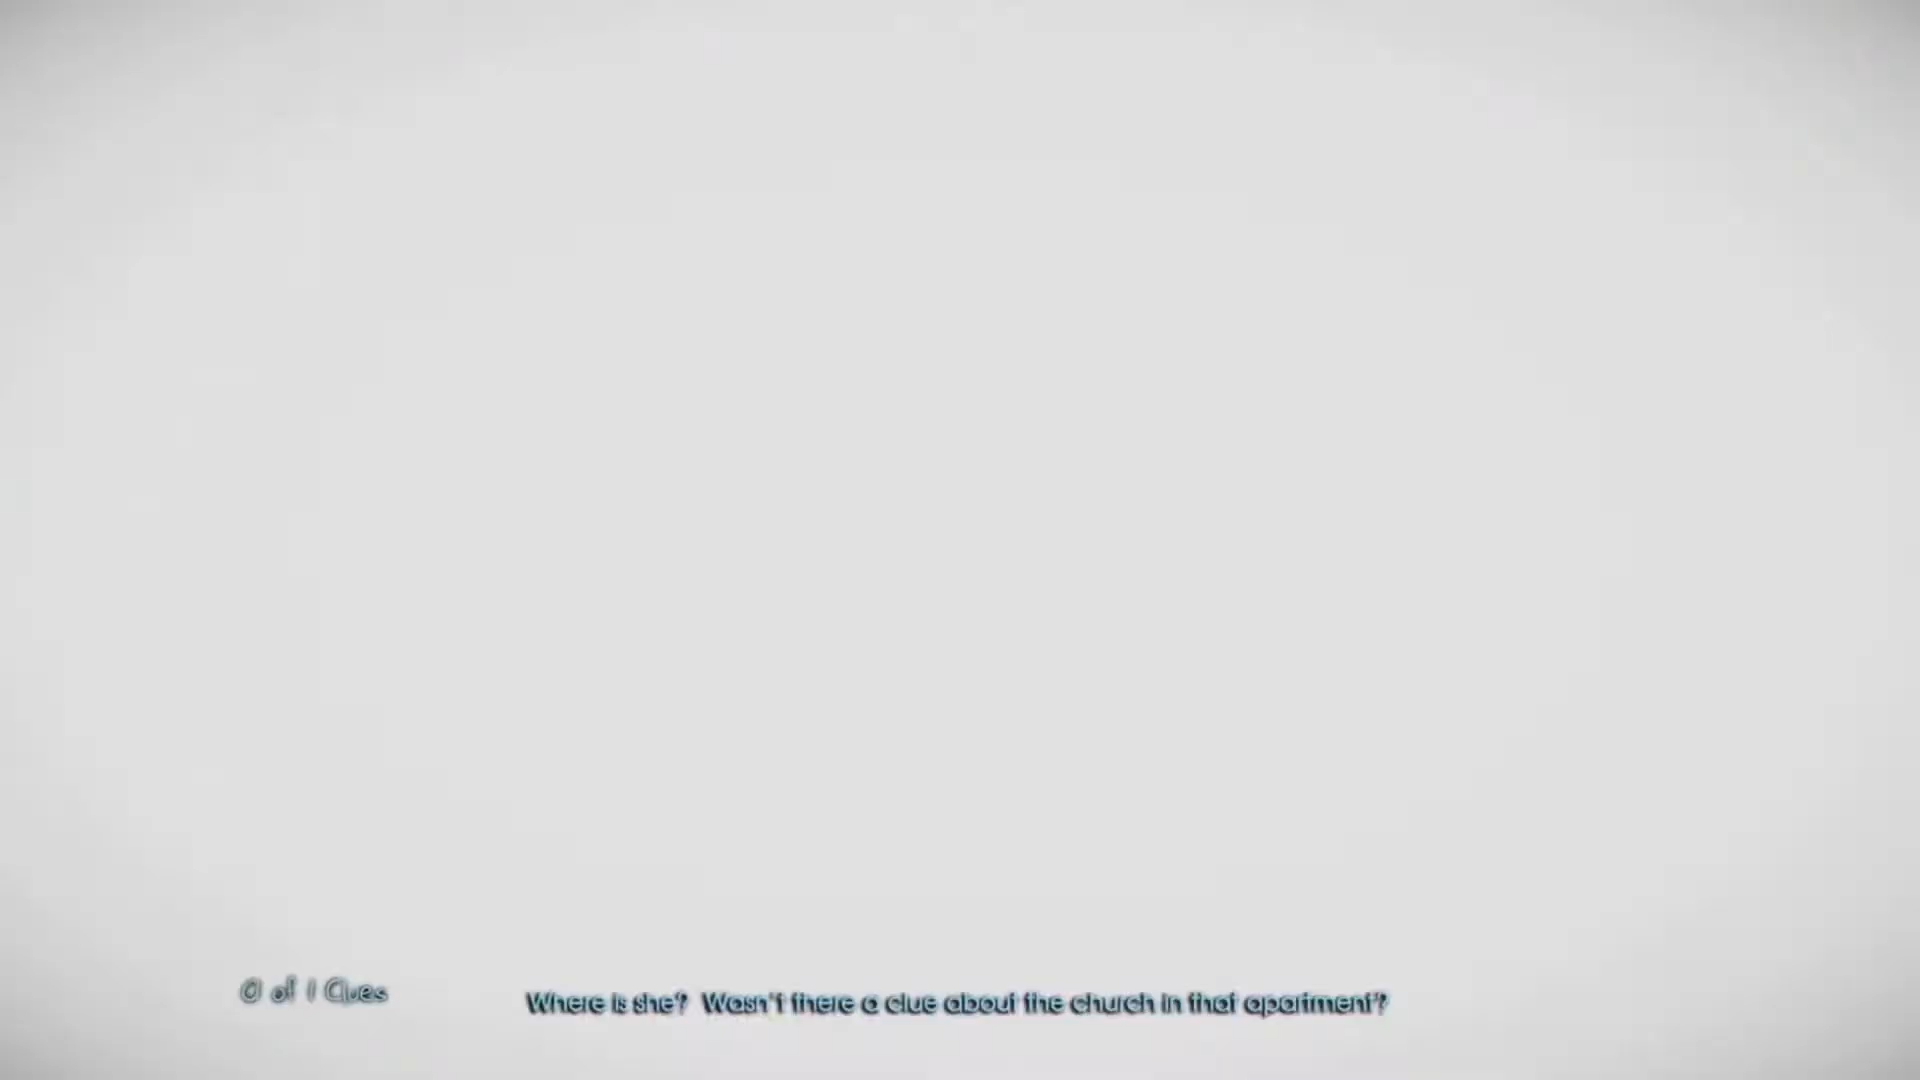 0 of 1 Clues
Where is she? Wasn't there a clue about the church in that apartment?